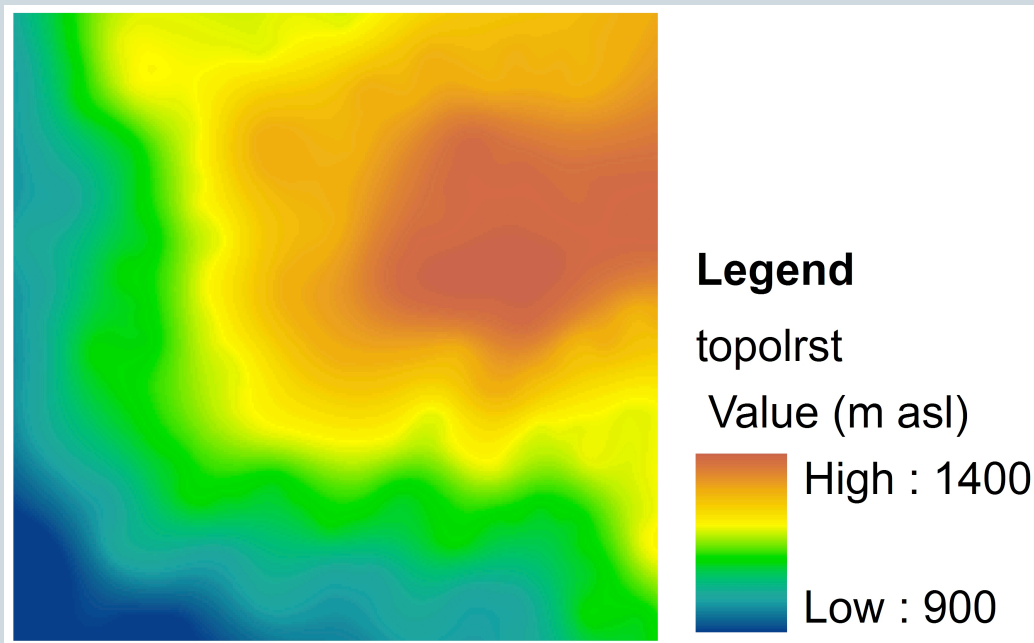 Legend
topolrst
Value (m asl)
High : 1400
Low : 900